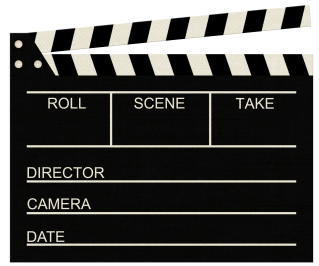 ROLL SCENE TAKE
DIRECTOR
CAMERA
DATE